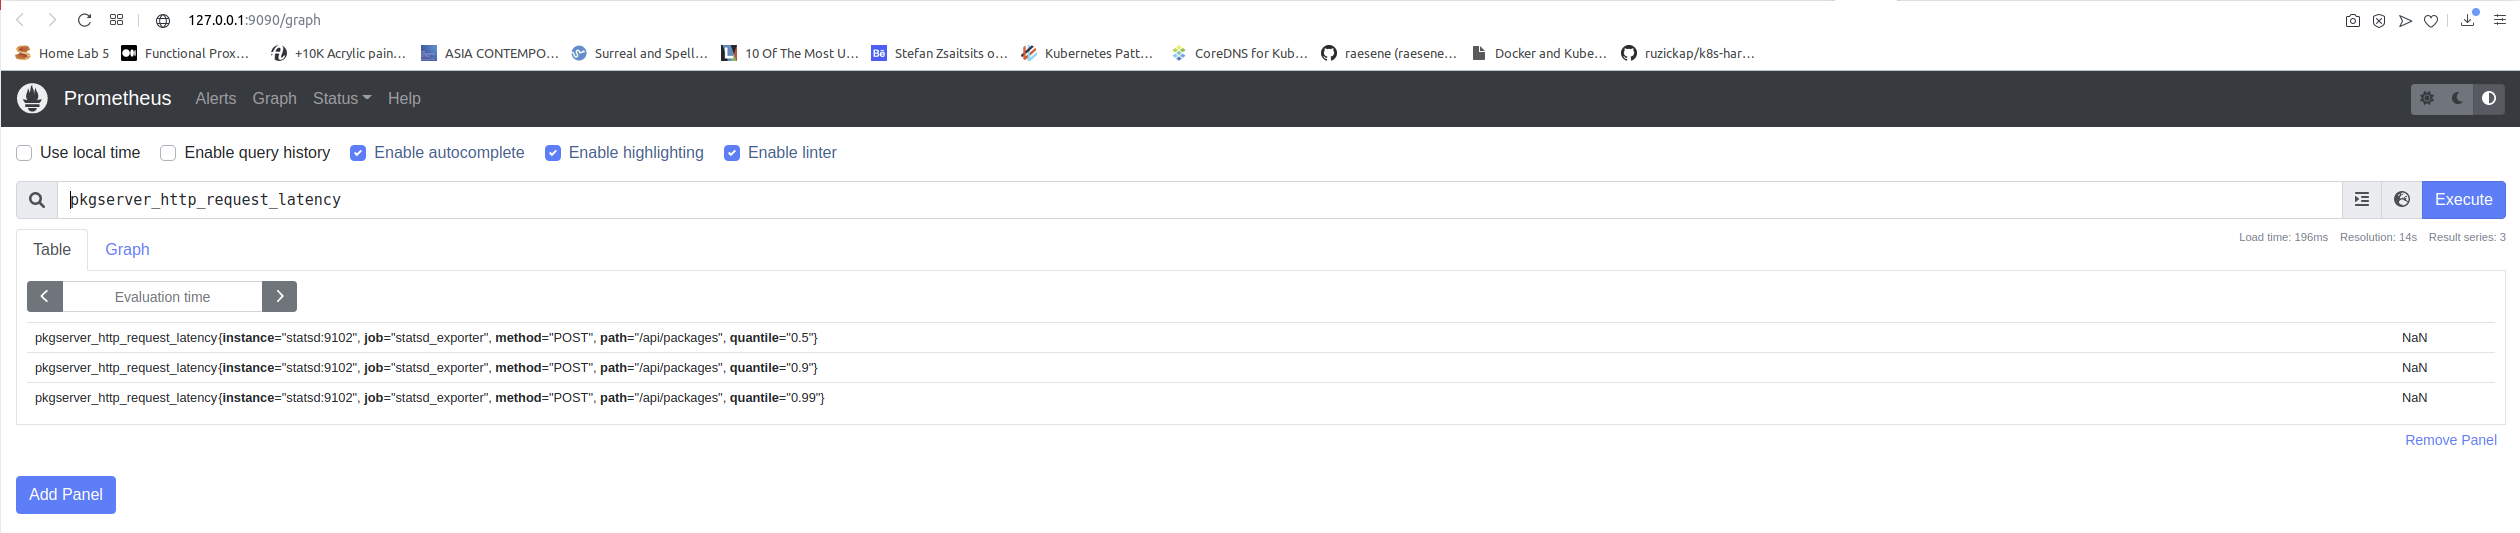 127.0.0.1:9090/graph
Home Lab 5 Functional Prox... +10K Acrylic pain... ASIA CONTEMPO... Surreal and Spell... 10 Of The Most U... Bē Stefan Zsaitsits o... Kubernetes Patt... CoreDNS for Kub... raesene (raesene... Docker and Kube... ruzickap/k8s-har...
Prometheus Alerts Graph Status Help
Use local time Enable query history Enable autocomplete Enable highlighting Enable linter
pkgserver_http_request_latency Execute
Table Graph Load time: 196ms Resolution: 14s Result series: 3
Evaluation time
pkgserver_http_request_latency{instance="statsd:9102", job="statsd_exporter", method="POST", path="/api/packages", quantile="0.5"} NaN
pkgserver_http_request_latency{instance="statsd:9102", job="statsd_exporter", method="POST", path="/api/packages", quantile="0.9"} NaN
pkgserver_http_request_latency{instance="statsd:9102", job="statsd_exporter", method="POST", path="/api/packages", quantile="0.99"} NaN
Remove Panel
Add Panel